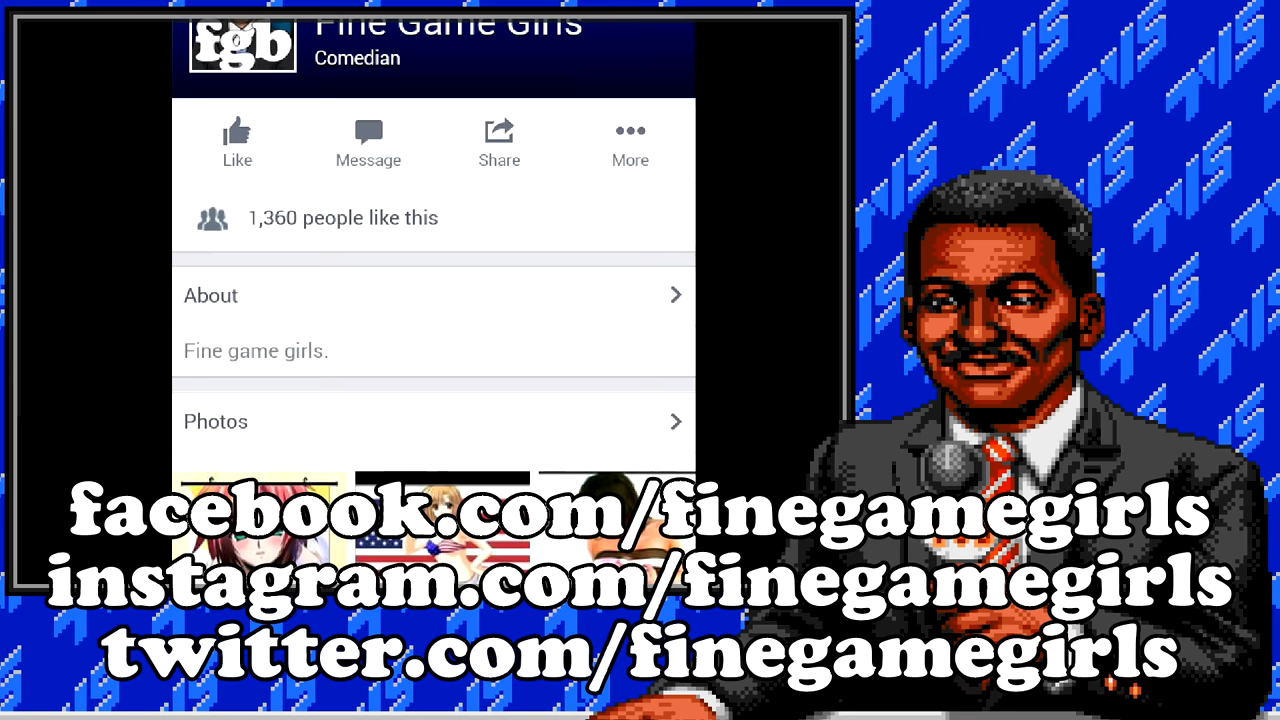 Fine Game Girls
fgb
Comedian
Like
Message
Share
More
1,360 people like this
About
Fine game girls.
Photos
facebook.com/finegamegirls
instagram.com/finegamegirls
twitter.com/finegamegirls